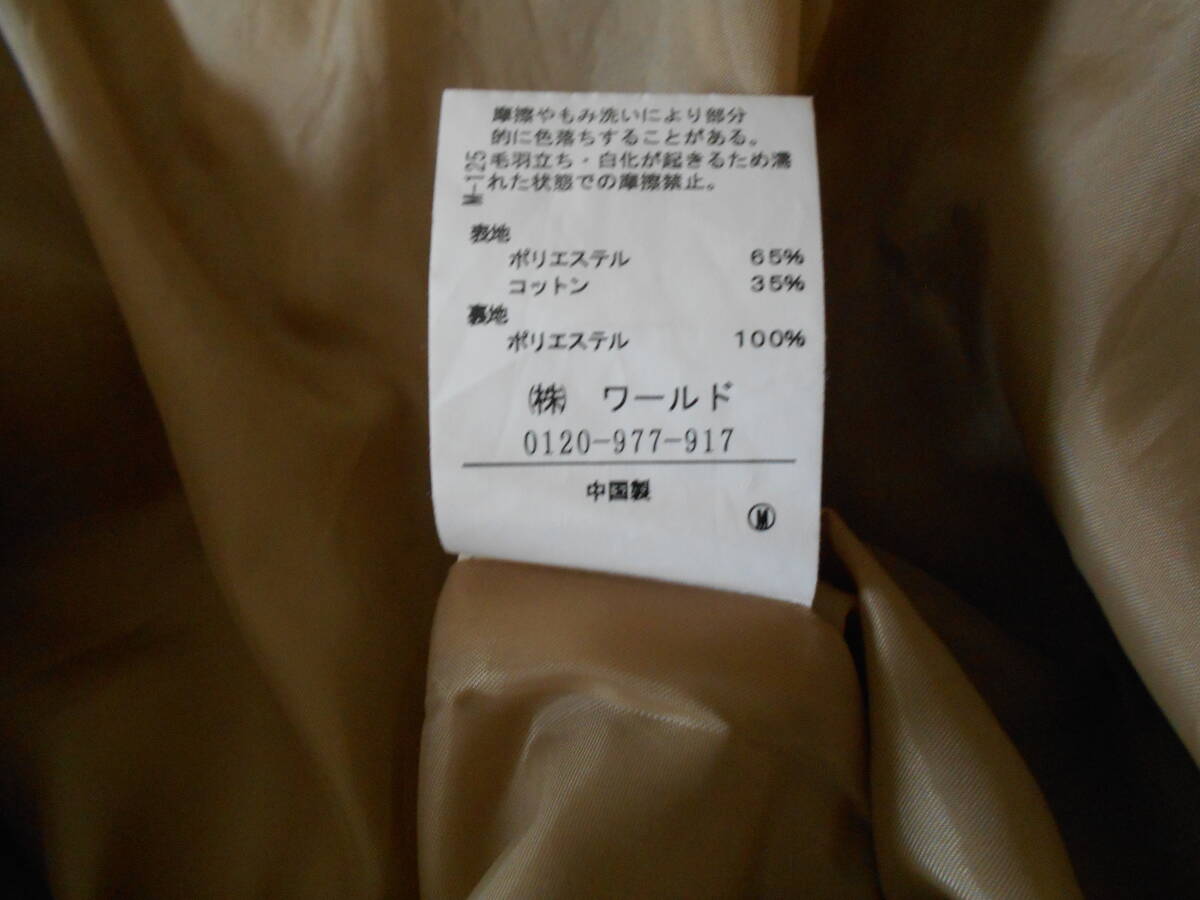 摩擦やもみ洗いにより部分
的に色落ちすることがある。
毛羽立ち・白化が起きるため濡
れた状態での摩擦禁止。
M-125
表地
ポリエステル 65%
コットン 35%
裏地
ポリエステル 100%
㈱ ワールド
0120-977-917
中国製
Ⓜ